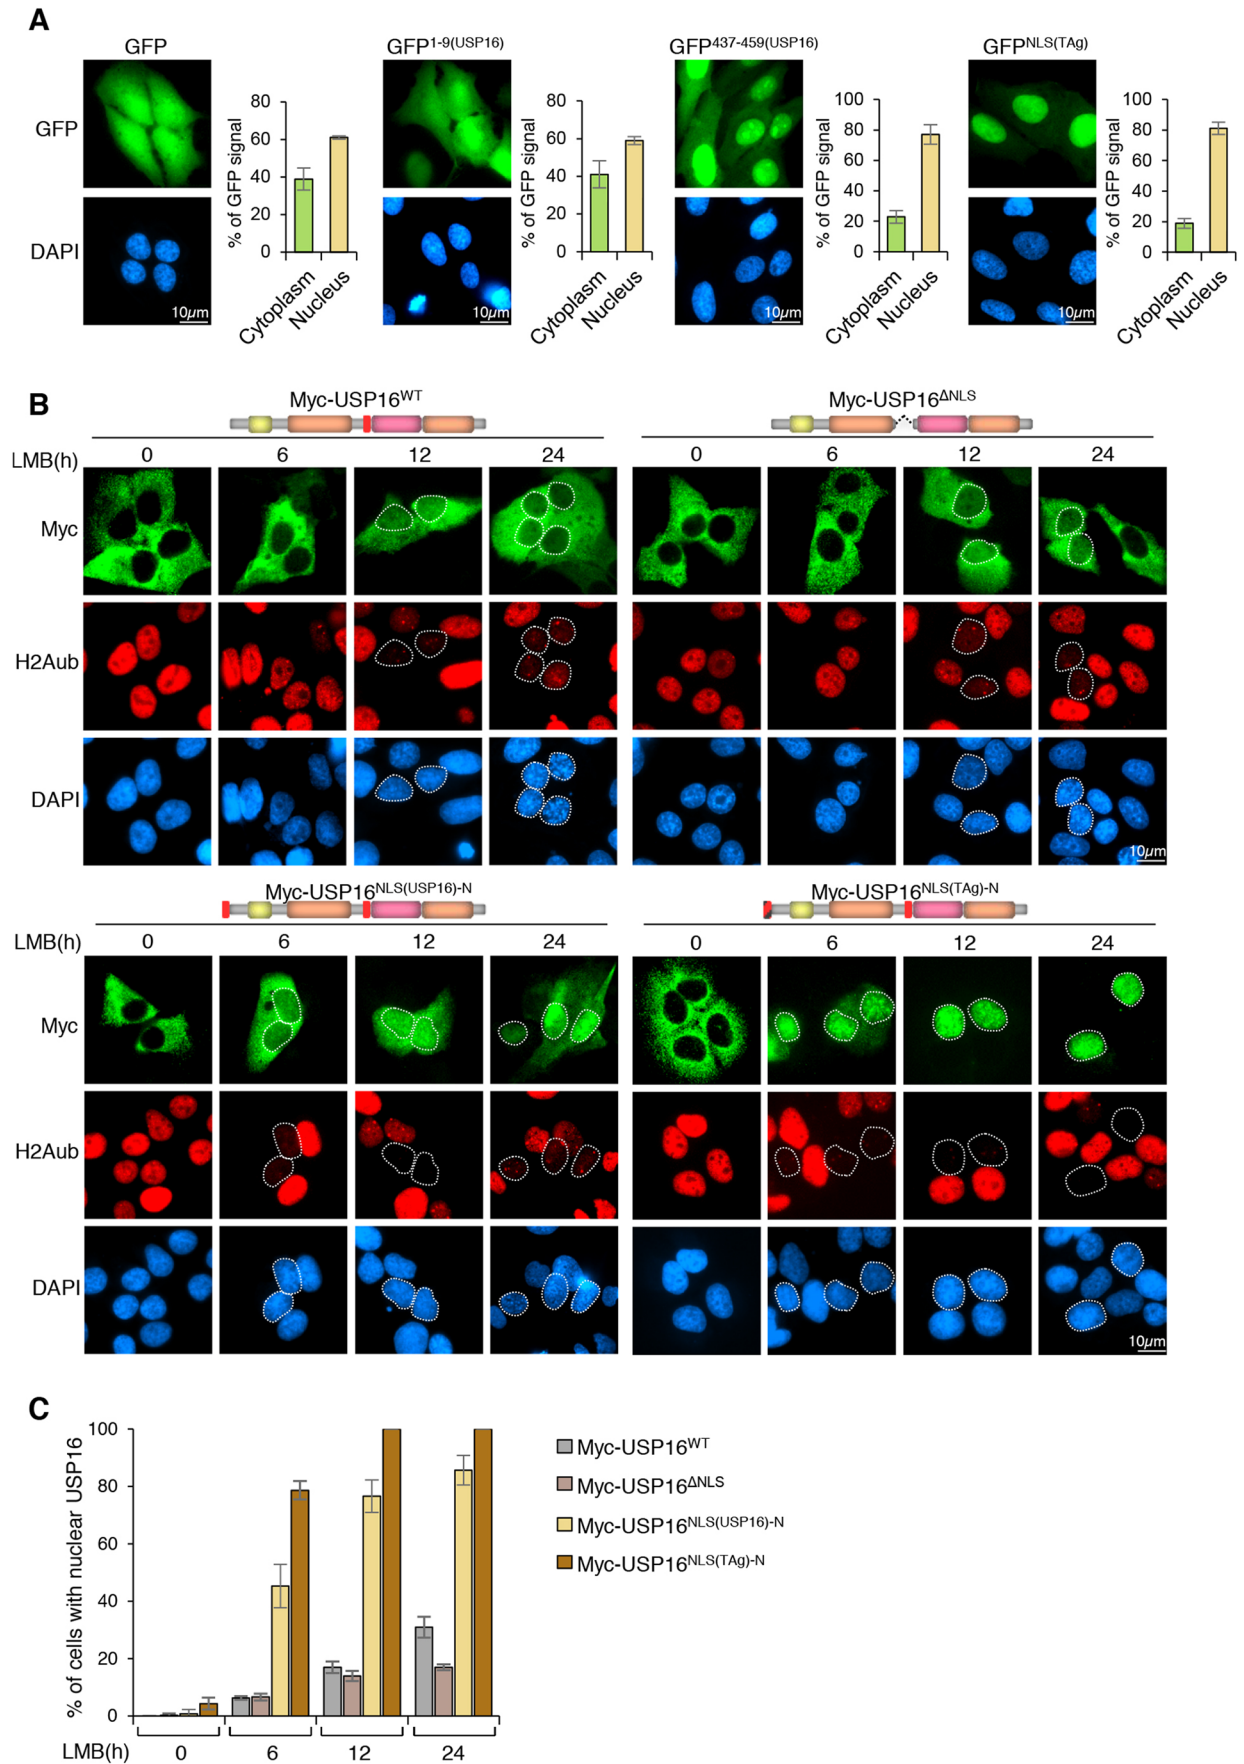 A
GFP GFP1-9(USP16) GFP437-459(USP16) GFPNLS(TAg)
GFP
DAPI
10µm 10µm 10µm 10µm
% of GFP signal
80
60
40
20
0
Cytoplasm
Nucleus
% of GFP signal
80
60
40
20
0
Cytoplasm
Nucleus
% of GFP signal
100
80
60
40
20
0
Cytoplasm
Nucleus
% of GFP signal
100
80
60
40
20
0
Cytoplasm
Nucleus
B
Myc-USP16WT Myc-USP16ΔNLS
LMB(h) 0 6 12 24 0 6 12 24
Myc
H2Aub
DAPI
10µm
Myc-USP16NLS(USP16)-N Myc-USP16NLS(TAg)-N
LMB(h) 0 6 12 24 0 6 12 24
Myc
H2Aub
DAPI
10µm
C
% of cells with nuclear USP16
100
80
60
40
20
0
LMB(h) 0 6 12 24
Myc-USP16WT
Myc-USP16ΔNLS
Myc-USP16NLS(USP16)-N
Myc-USP16NLS(TAg)-N